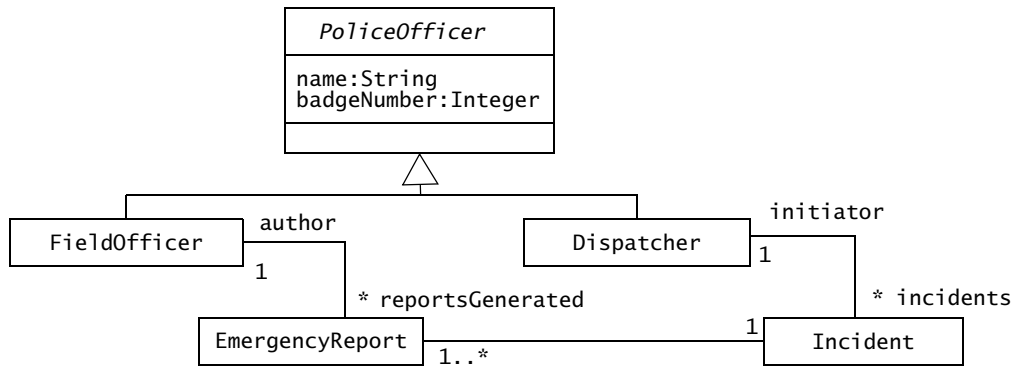 PoliceOfficer
name:String
badgeNumber:Integer
author
initiator
FieldOfficer
Dispatcher
1
1
* reportsGenerated
* incidents
EmergencyReport
1..*
1
Incident